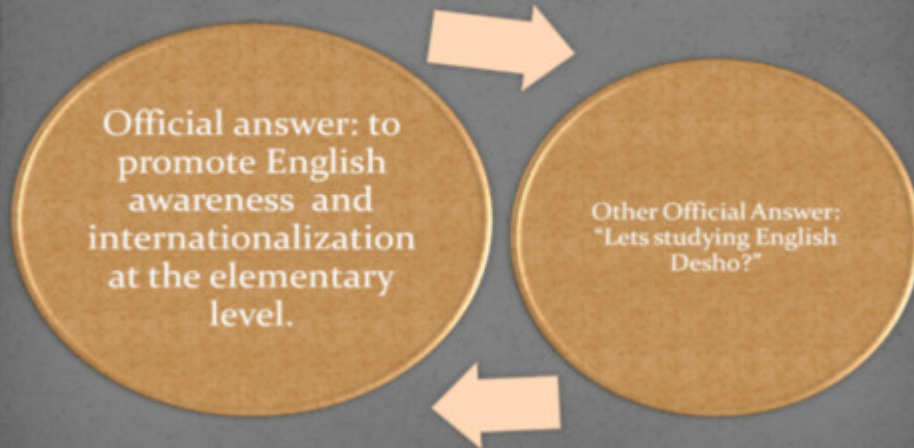 Official answer: to
promote English
awareness and
internationalization
at the elementary
level.
Other Official Answer:
"Lets studying English
Desho?"